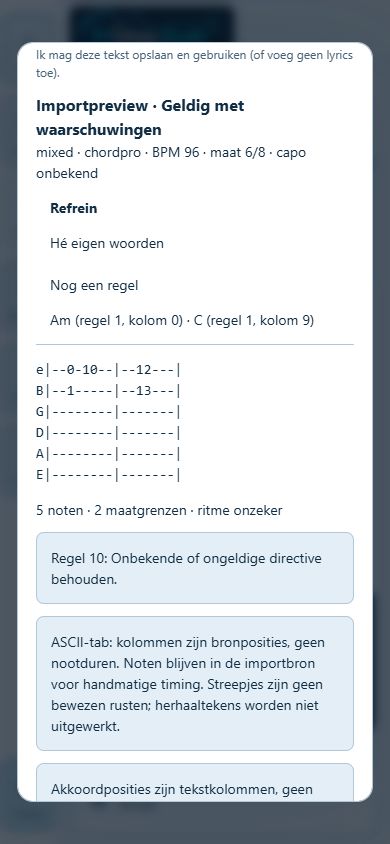 Ik mag deze tekst opslaan en gebruiken (of voeg geen lyrics
toe).
Importpreview · Geldig met
waarschuwingen
mixed · chordpro · BPM 96 · maat 6/8 · capo
onbekend
Refrein
Hé eigen woorden
Nog een regel
Am (regel 1, kolom 0) · C (regel 1, kolom 9)
e|--0-10--|--12---|
B|--1-----|--13---|
G|--------|-------|
D|--------|-------|
A|--------|-------|
E|--------|-------|
5 noten · 2 maatgrenzen · ritme onzeker
Regel 10: Onbekende of ongeldige directive
behouden.
ASCII-tab: kolommen zijn bronposities, geen
nootduren. Noten blijven in de importbron
voor handmatige timing. Streepjes zijn geen
bewezen rusten; herhaaltekens worden niet
uitgewerkt.
Akkoordposities zijn tekstkolommen, geen